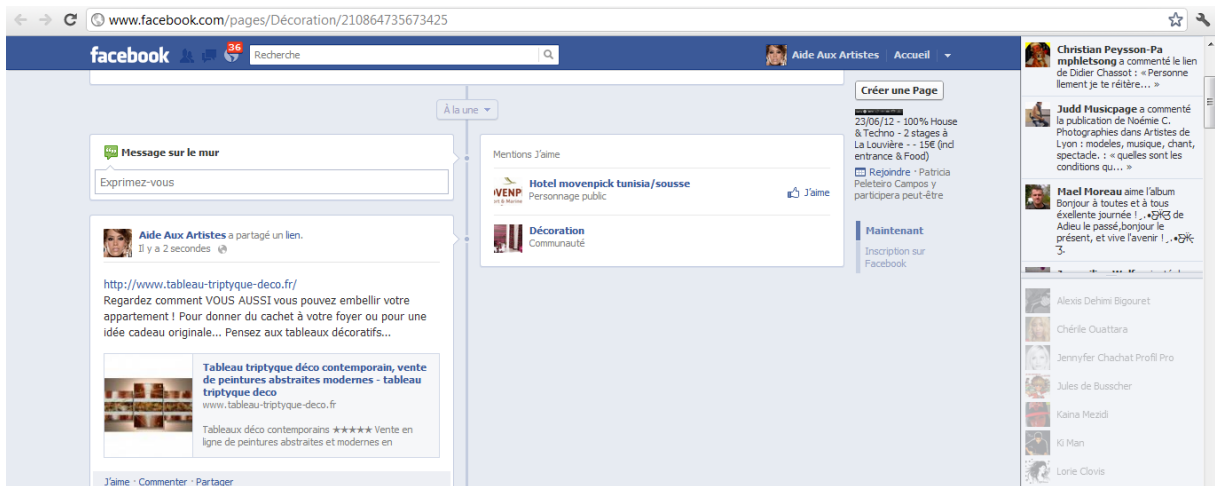 www.facebook.com/pages/Décoration/210864735673425
facebook
36
Recherche
Aide Aux Artistes
Accueil
À la une
Message sur le mur
Exprimez-vous
Aide Aux Artistes a partagé un lien.
Il y a 2 secondes
http://www.tableau-triptyque-deco.fr/
Regardez comment VOUS AUSSI vous pouvez embellir votre
appartement ! Pour donner du cachet à votre foyer ou pour une
idée cadeau originale... Pensez aux tableaux décoratifs...
Tableau triptyque déco contemporain, vente
de peintures abstraites modernes - tableau
triptyque deco
www.tableau-triptyque-deco.fr
Tableaux déco contemporains ★★★★★ Vente en
ligne de peintures abstraites et modernes en
J'aime · Commenter · Partager
Mentions J'aime
VENP
Hotel movenpick tunisia/sousse
Personnage public
J'aime
Décoration
Communauté
Créer une Page
23/06/12 - 100% House
& Techno - 2 stages à
La Louvière - - 15€ (incl
entrance & Food)
Rejoindre · Patricia
Peleteiro Campos y
participera peut-être
Maintenant
Inscription sur
Facebook
Christian Peysson-Pa
mphletsong a commenté le lien
de Didier Chassot : « Personne
llement je te réitère... »
Judd Musicpage a commenté
la publication de Noémie C.
Photographies dans Artistes de
Lyon : modeles, musique, chant,
spectacle. : « quelles sont les
conditions qu... »
Mael Moreau aime l'album
Bonjour à toutes et à tous
éxellente journée ! 
Adieu le passé,bonjour le
présent, et vive l'avenir ! 
Alexis Dehimi Bigouret
Chérile Ouattara
Jennyfer Chachat Profil Pro
Jules de Busscher
Kaina Mezidi
Ki Man
Lorie Clovis